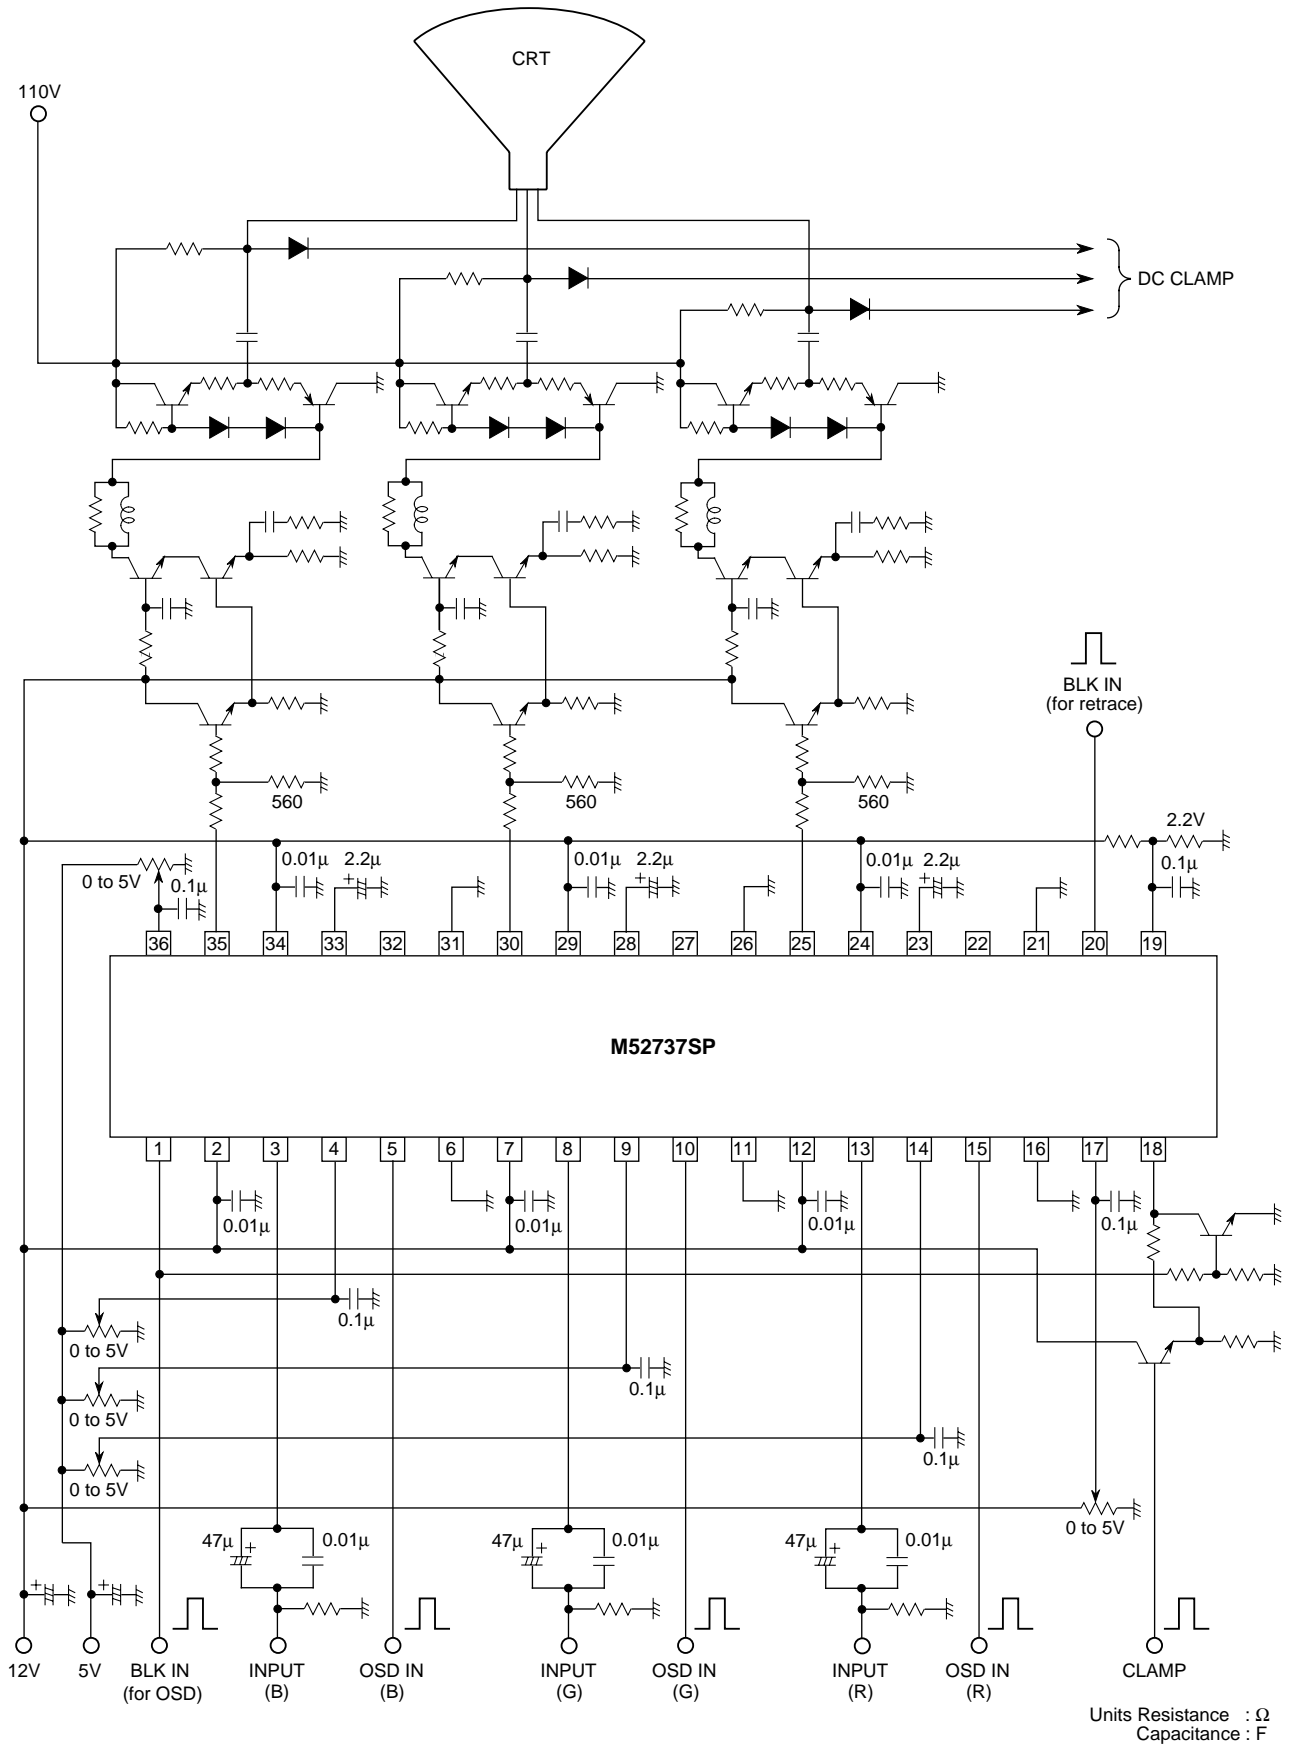 CRT
110V
DC CLAMP
BLK IN
(for retrace)
560
560
560
2.2V
0.01μ 2.2μ
0.01μ 2.2μ
0.01μ 2.2μ
0.1μ
0 to 5V
0.1μ
+
+
+
36 35 34 33 32 31 30 29 28 27 26 25 24 23 22 21 20 19
M52737SP
1 2 3 4 5 6 7 8 9 10 11 12 13 14 15 16 17 18
0.01μ
0.01μ
0.01μ
0.1μ
0.1μ
0 to 5V
0.1μ
0 to 5V
0.1μ
0 to 5V
0 to 5V
47μ + 0.01μ
47μ + 0.01μ
47μ + 0.01μ
+
+
12V
5V
BLK IN
(for OSD)
INPUT
(B)
OSD IN
(B)
INPUT
(G)
OSD IN
(G)
INPUT
(R)
OSD IN
(R)
CLAMP
Units Resistance : Ω
Capacitance : F